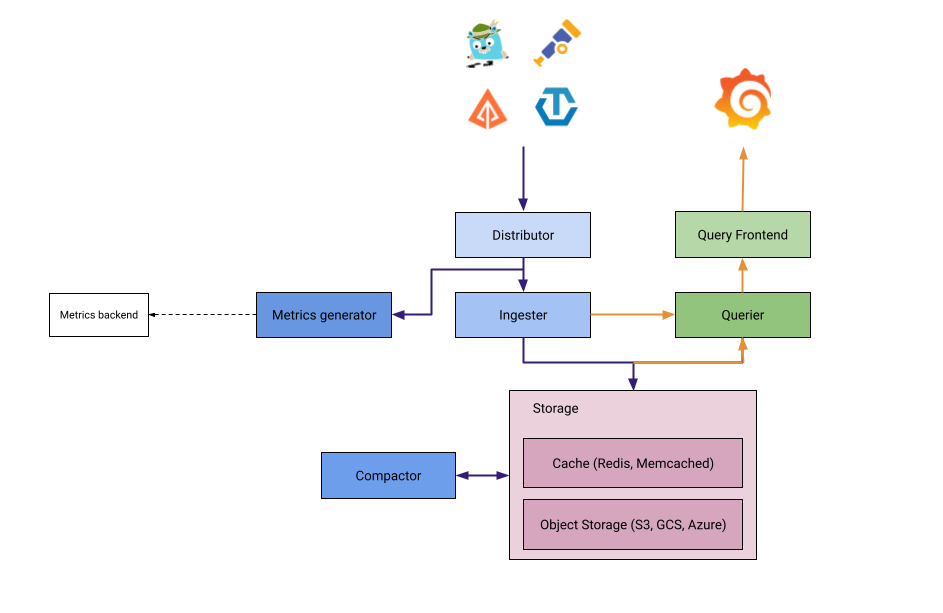 Distributor
Query Frontend
Metrics backend
Metrics generator
Ingester
Querier
Storage
Cache (Redis, Memcached)
Compactor
Object Storage (S3, GCS, Azure)